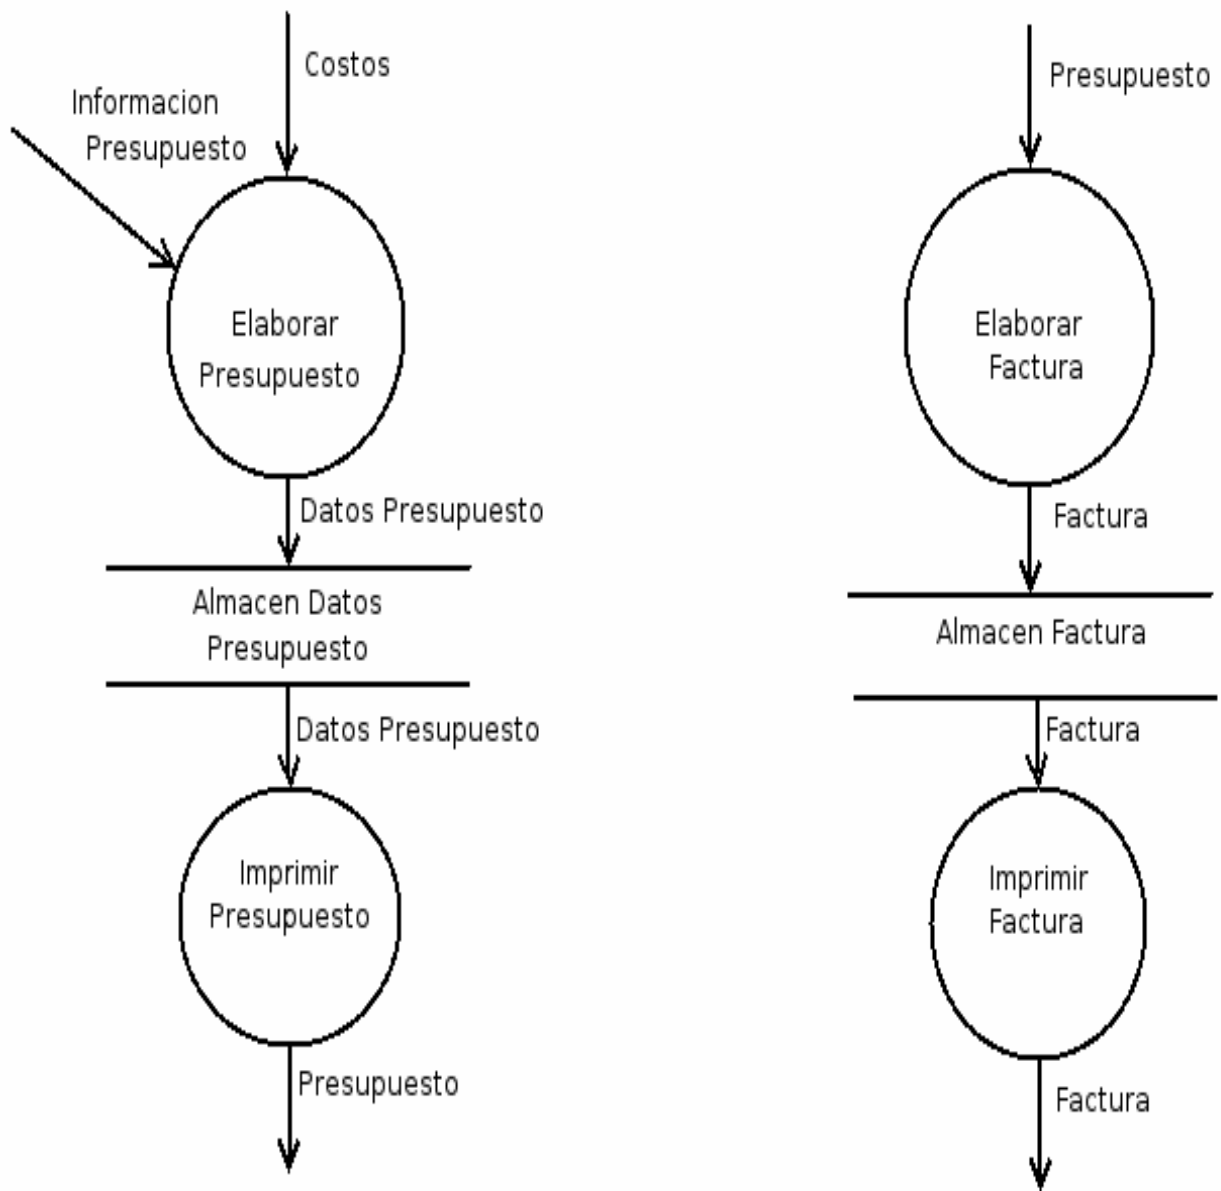 Costos
Informacion
Presupuesto
Elaborar
Presupuesto
Datos Presupuesto
Almacen Datos
Presupuesto
Datos Presupuesto
Imprimir
Presupuesto
Presupuesto
Presupuesto
Elaborar
Factura
Factura
Almacen Factura
Factura
Imprimir
Factura
Factura